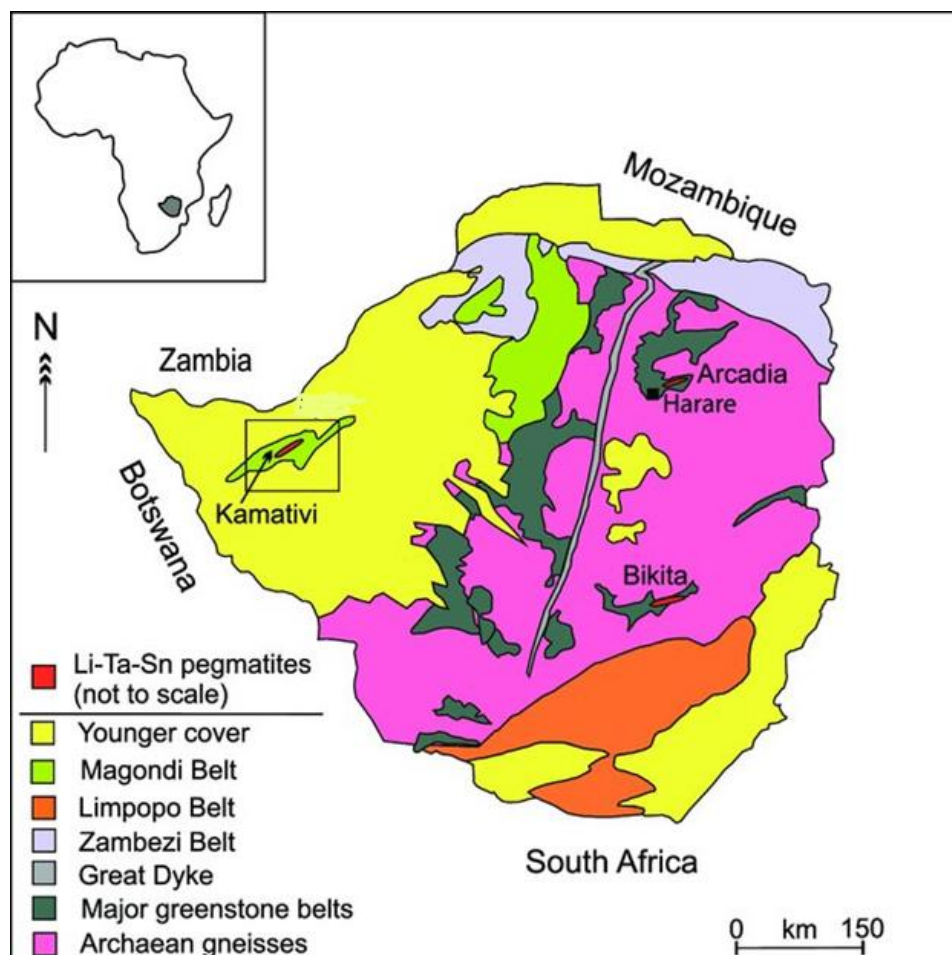 Mozambique
N
Zambia
Arcadia
Harare
Botswana
Kamativi
Bikita
Li-Ta-Sn pegmatites
(not to scale)
Younger cover
Magondi Belt
Limpopo Belt
Zambezi Belt
Great Dyke
Major greenstone belts
Archaean gneisses
South Africa
0 km 150